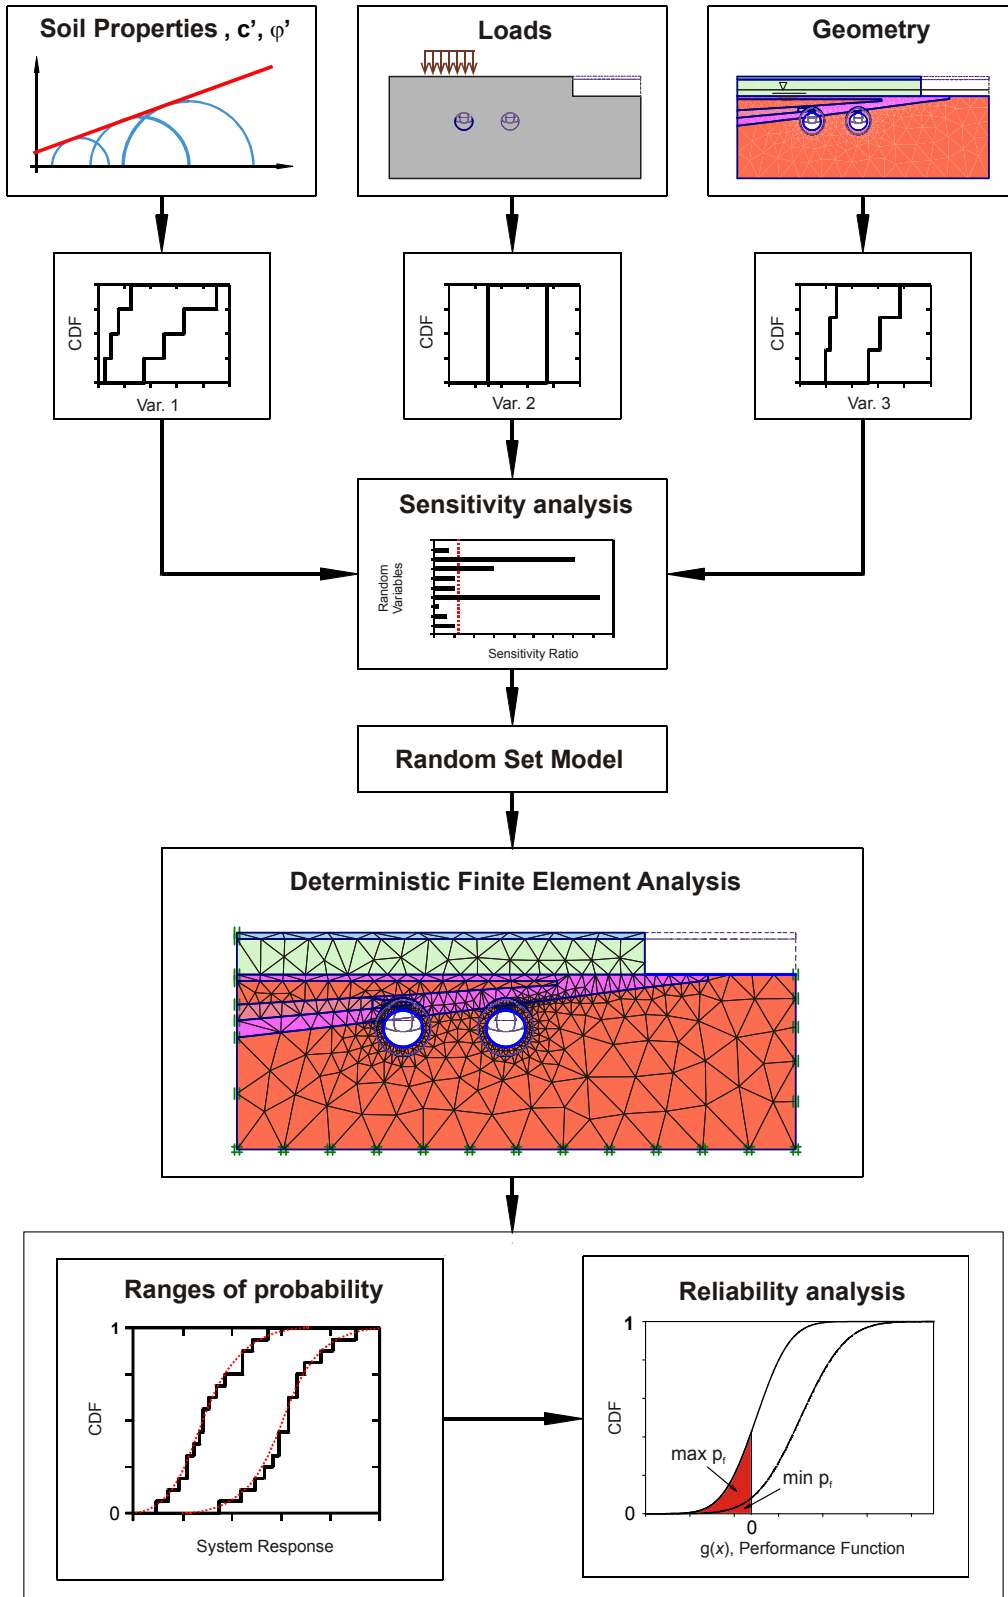 Soil Properties , c’, φ’
Loads
Geometry
CDF
Var. 1
CDF
Var. 2
CDF
Var. 3
Sensitivity analysis
Random
Variables
Sensitivity Ratio
Random Set Model
Deterministic Finite Element Analysis
Ranges of probability
1
CDF
0
System Response
Reliability analysis
1
CDF
max pf
min pf
0
0
g(x), Performance Function